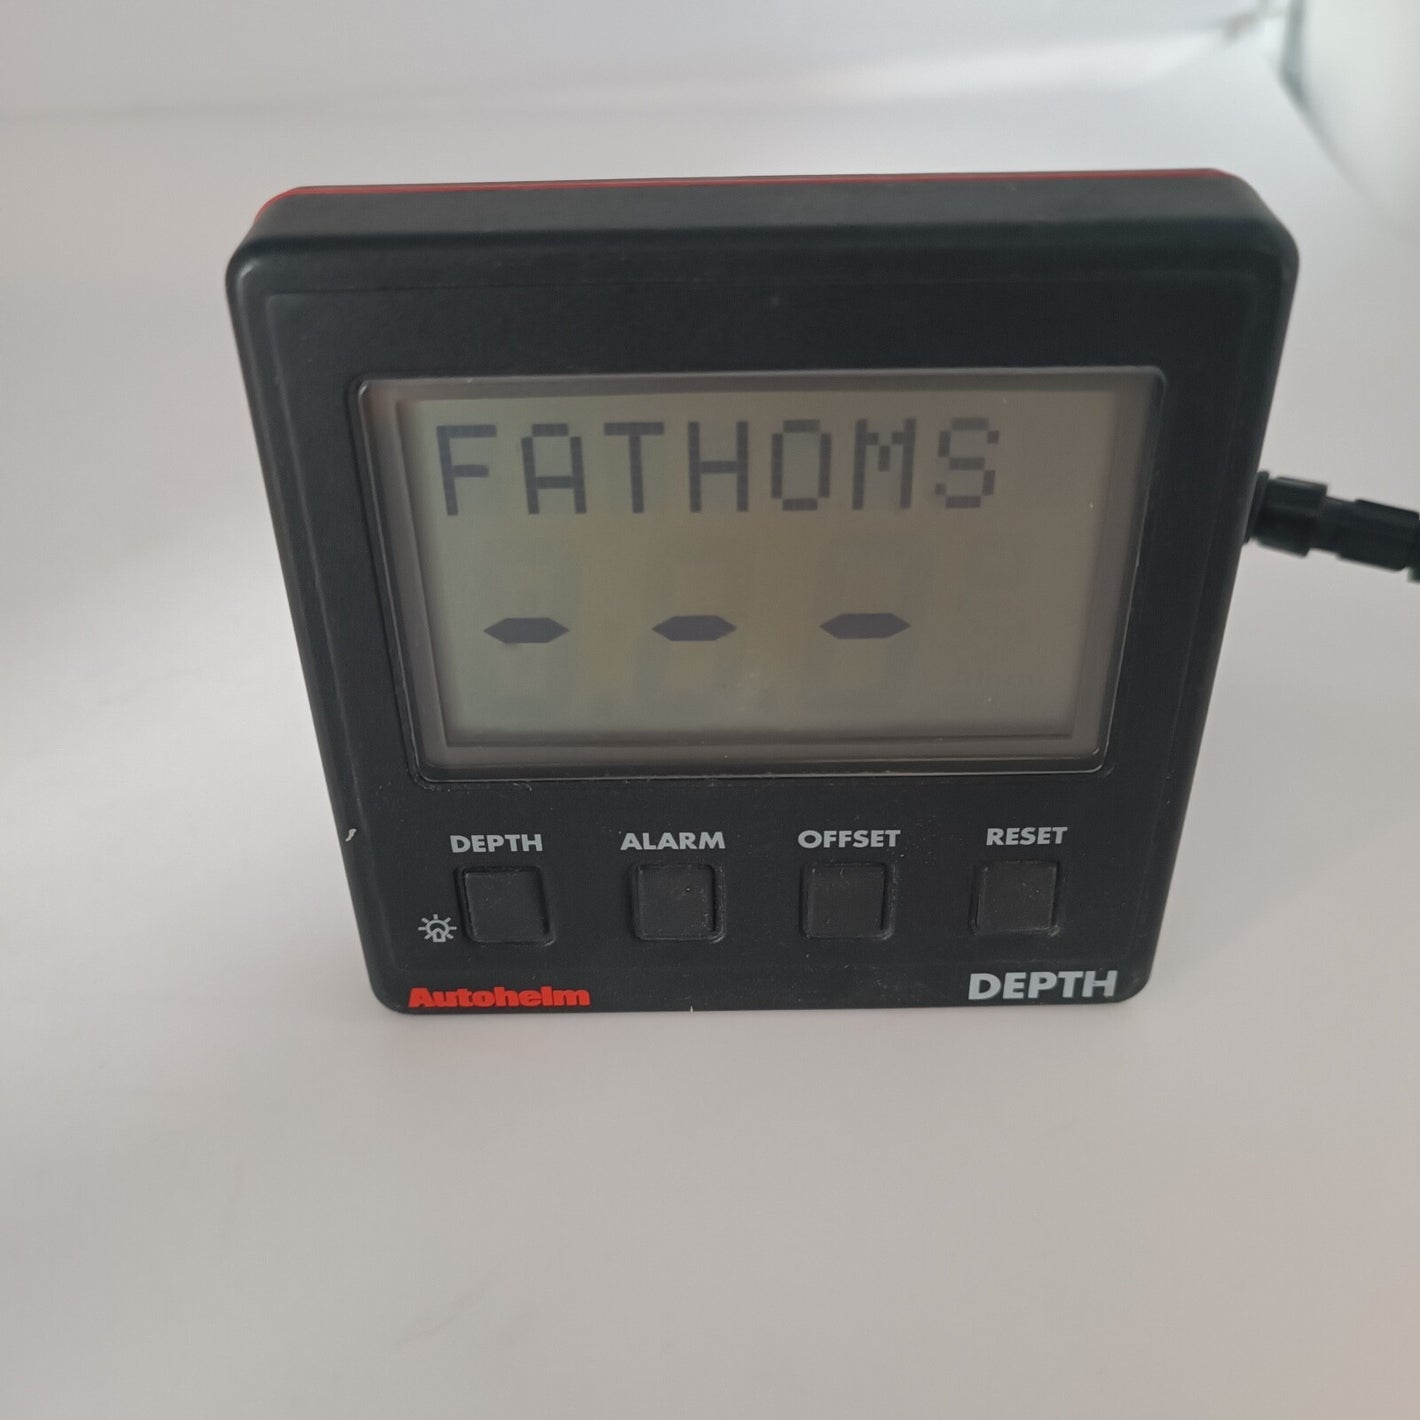 FATHOMS
- - -
DEPTH ALARM OFFSET RESET
Autohelm DEPTH